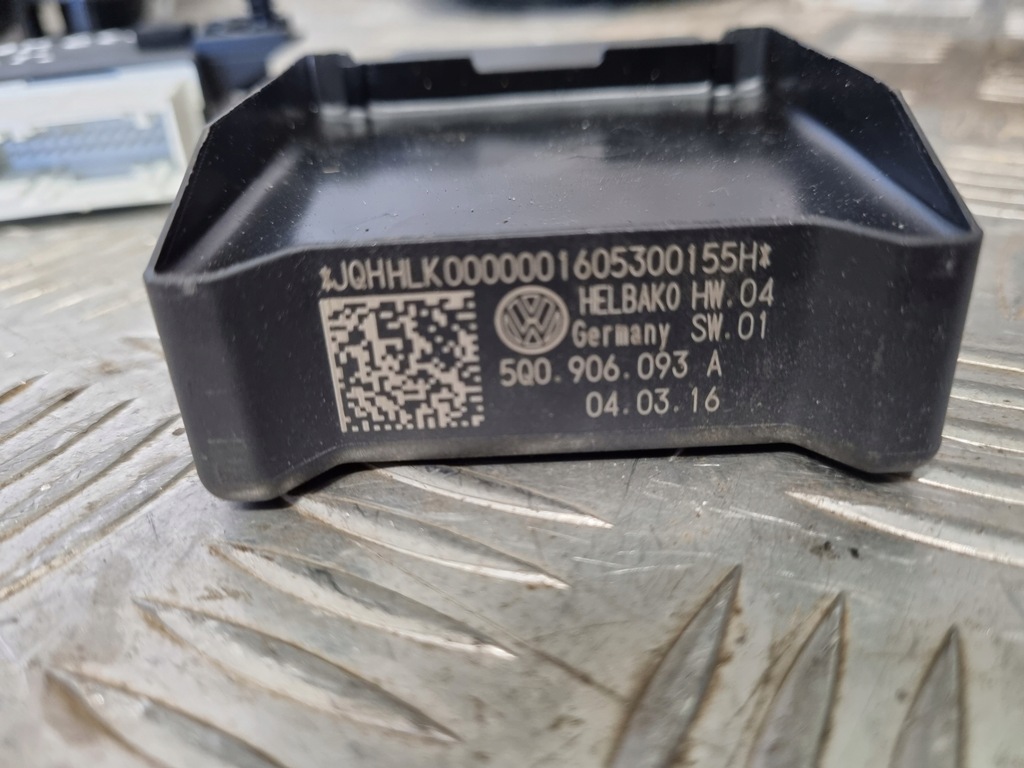 *JQHHLK0000001605300155H*
HELBAKO HW.04
Germany SW.01
5Q0.906.093 A
04.03.16